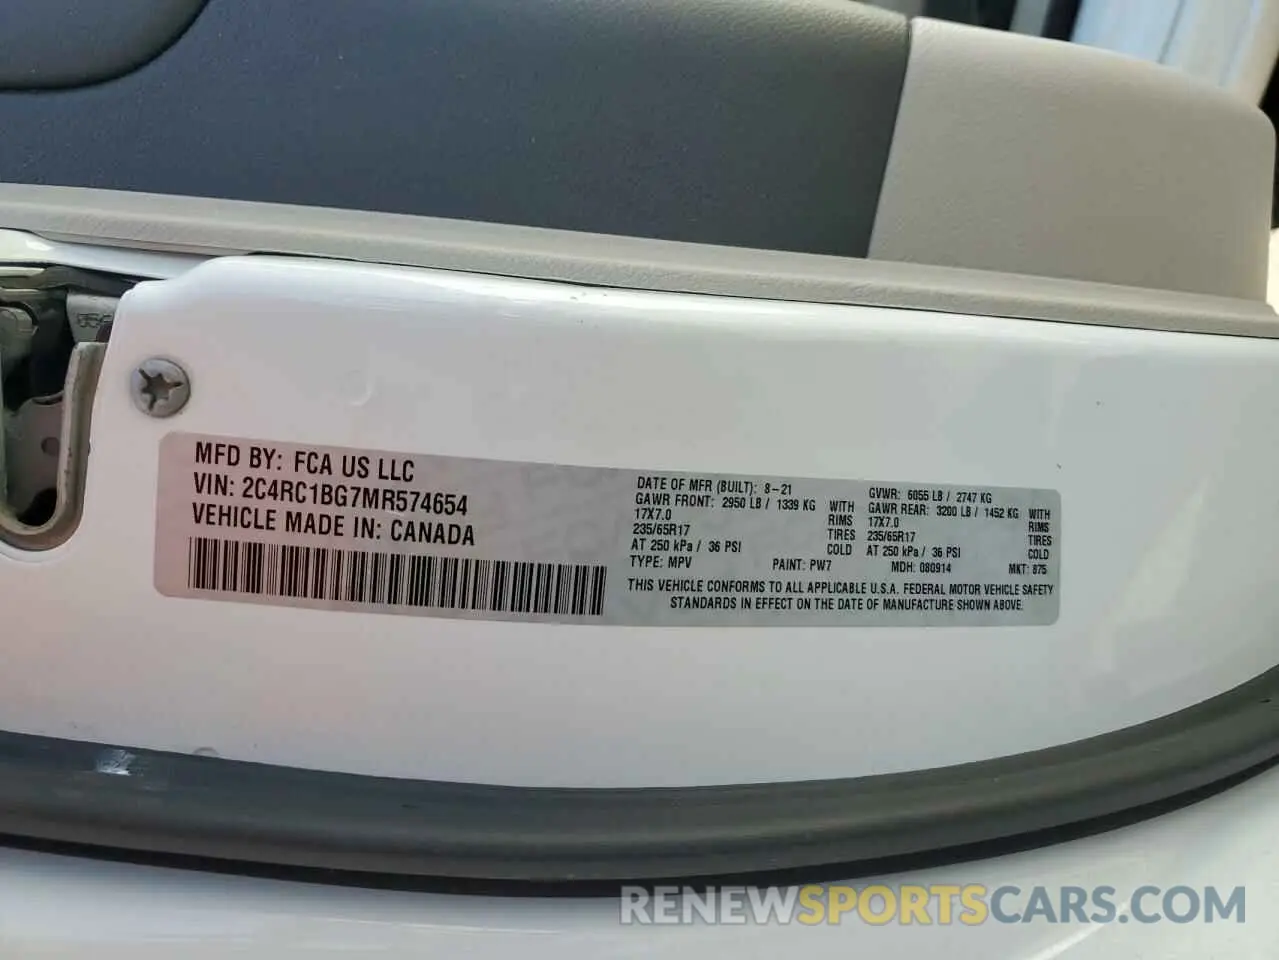 MFD BY: FCA US LLC
VIN: 2C4RC1BG7MR574654
VEHICLE MADE IN: CANADA
DATE OF MFR (BUILT): 8-21
GVWR: 6055 LB / 2747 KG
GAWR FRONT: 2950 LB / 1339 KG WITH
17X7.0 RIMS
235/65R17 TIRES
AT 250 kPa / 36 PSI COLD
GAWR REAR: 3200 LB / 1452 KG WITH
17X7.0 RIMS
235/65R17 TIRES
AT 250 kPa / 36 PSI COLD
TYPE: MPV PAINT: PW7 MDH: 080914 MKT: 875
THIS VEHICLE CONFORMS TO ALL APPLICABLE U.S.A. FEDERAL MOTOR VEHICLE SAFETY
STANDARDS IN EFFECT ON THE DATE OF MANUFACTURE SHOWN ABOVE.
RENEWSPORTSCARS.COM